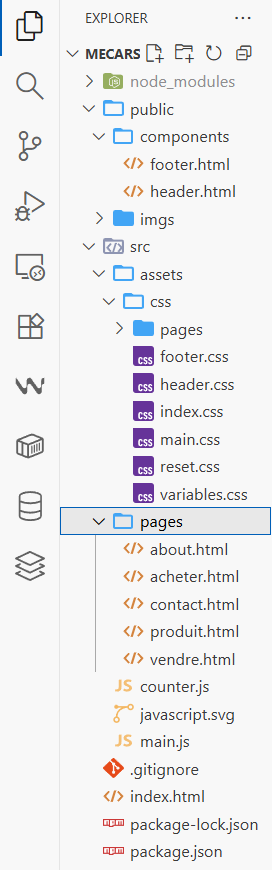 EXPLORER
MECARS
node_modules
public
components
footer.html
header.html
imgs
src
assets
css
pages
footer.css
header.css
index.css
main.css
reset.css
variables.css
pages
about.html
acheter.html
contact.html
produit.html
vendre.html
counter.js
javascript.svg
main.js
.gitignore
index.html
package-lock.json
package.json